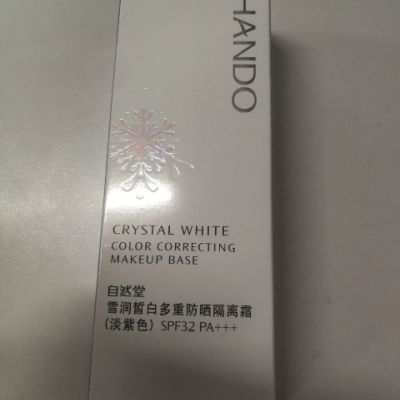 HANDO
CRYSTAL WHITE
COLOR CORRECTING
MAKEUP BASE
自然堂
雪润皙白多重防晒隔离霜
(淡紫色) SPF32 PA+++